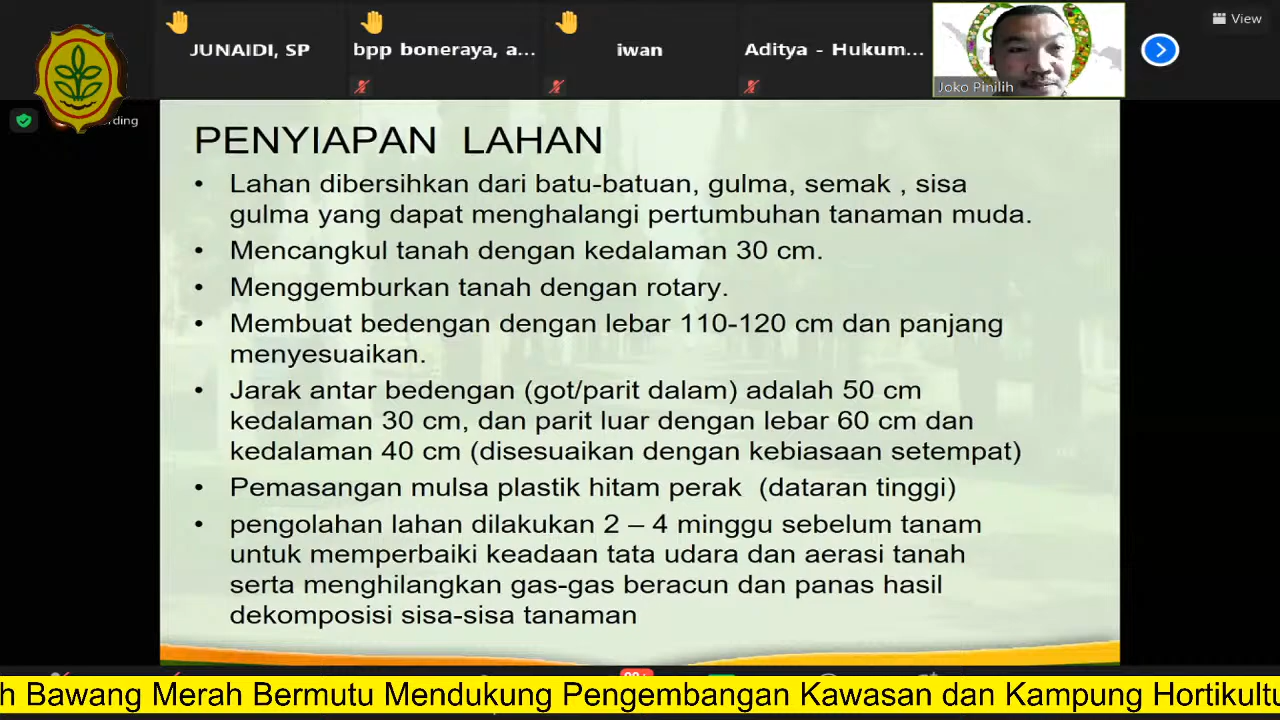 JUNAIDI, SP
bpp boneraya, a...
iwan
Aditya - Hukum...
View
Joko Pinilih
PENYIAPAN LAHAN
• Lahan dibersihkan dari batu-batuan, gulma, semak , sisa
gulma yang dapat menghalangi pertumbuhan tanaman muda.
• Mencangkul tanah dengan kedalaman 30 cm.
• Menggemburkan tanah dengan rotary.
• Membuat bedengan dengan lebar 110-120 cm dan panjang
menyesuaikan.
• Jarak antar bedengan (got/parit dalam) adalah 50 cm
kedalaman 30 cm, dan parit luar dengan lebar 60 cm dan
kedalaman 40 cm (disesuaikan dengan kebiasaan setempat)
• Pemasangan mulsa plastik hitam perak (dataran tinggi)
• pengolahan lahan dilakukan 2 – 4 minggu sebelum tanam
untuk memperbaiki keadaan tata udara dan aerasi tanah
serta menghilangkan gas-gas beracun dan panas hasil
dekomposisi sisa-sisa tanaman
h Bawang Merah Bermutu Mendukung Pengembangan Kawasan dan Kampung Hortikultu